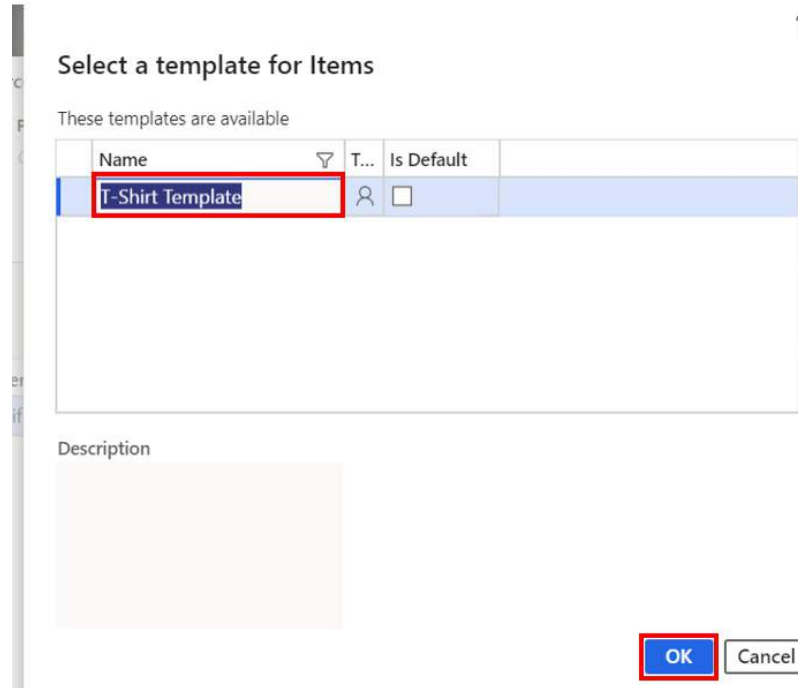 Select a template for Items
These templates are available
Name T... Is Default
T-Shirt Template
Description
OK Cancel